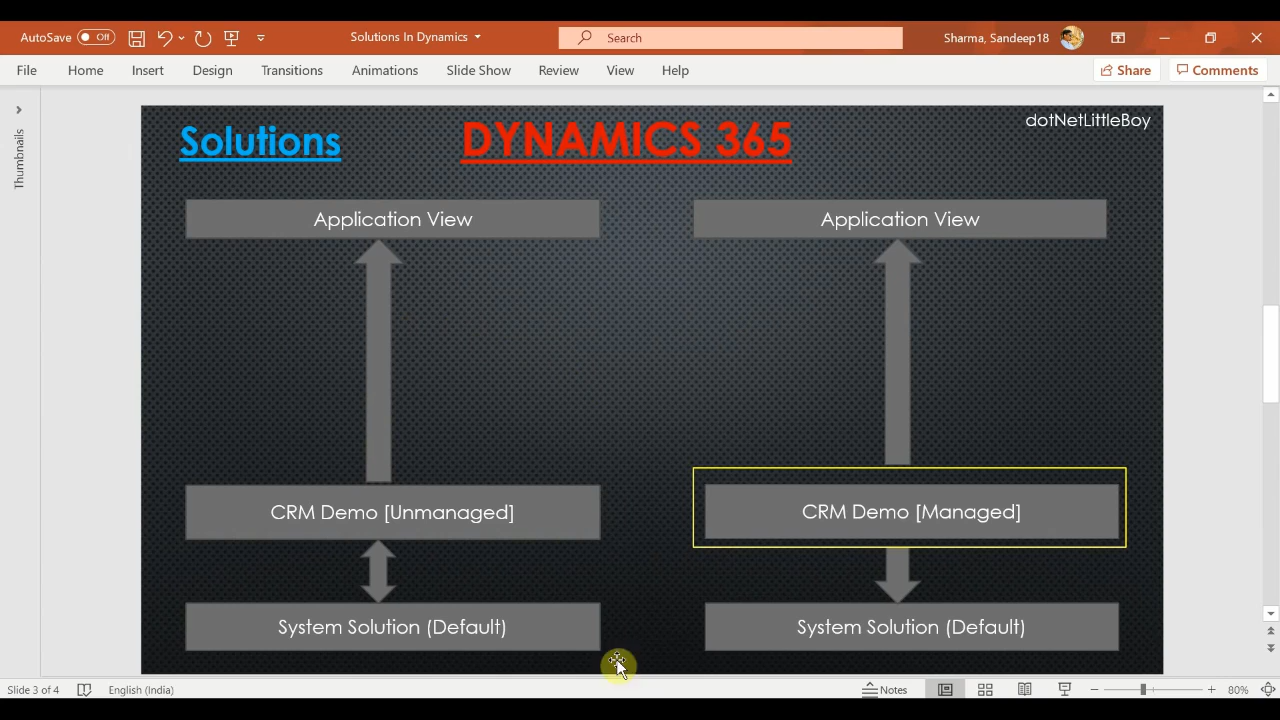 AutoSave Off Solutions In Dynamics Search Sharma, Sandeep18
File Home Insert Design Transitions Animations Slide Show Review View Help Share Comments
Thumbnails
dotNetLittleBoy
Solutions DYNAMICS 365
Application View Application View
CRM Demo [Unmanaged] CRM Demo [Managed]
System Solution (Default) System Solution (Default)
Slide 3 of 4 English (India) Notes 80%